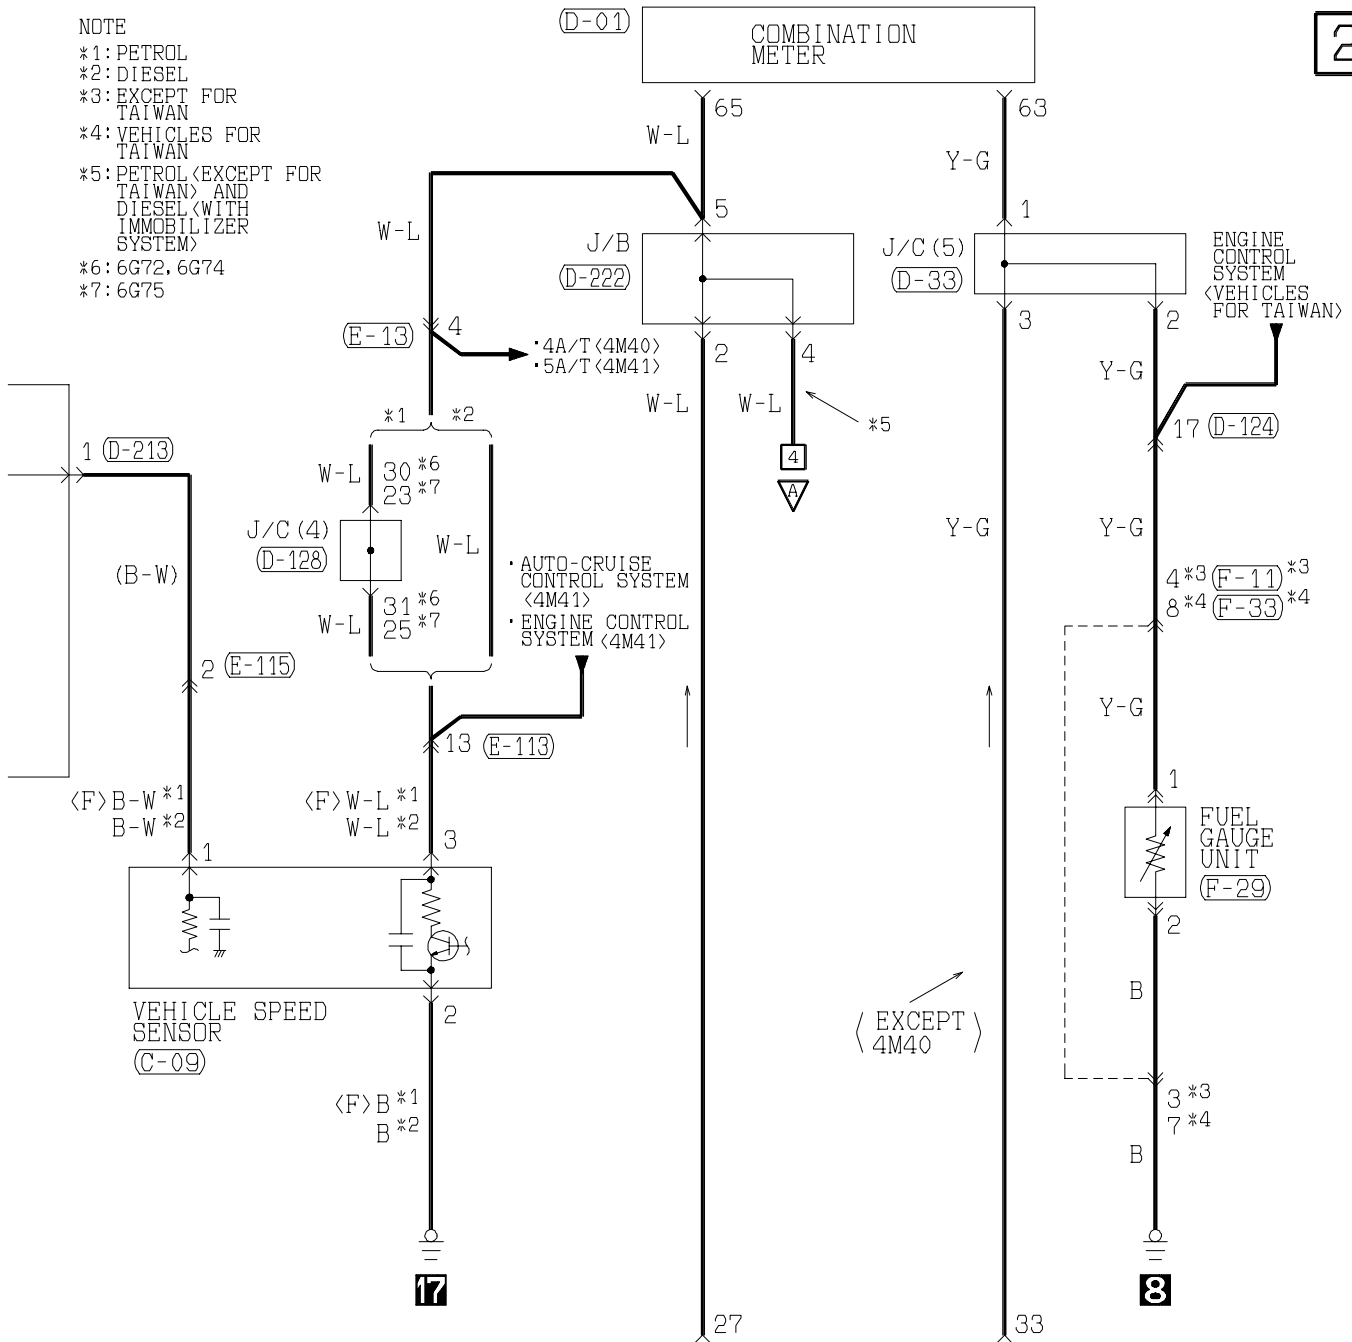 NOTE
*1:PETROL
*2:DIESEL
*3:EXCEPT FOR
TAIWAN
*4:VEHICLES FOR
TAIWAN
*5:PETROL<EXCEPT FOR
TAIWAN> AND
DIESEL<WITH
IMMOBILIZER
SYSTEM>
*6:6G72,6G74
*7:6G75
(D-01)
COMBINATION
METER
65
63
W-L
Y-G
W-L
5
1
J/B
(D-222)
J/C(5)
(D-33)
ENGINE
CONTROL
SYSTEM
<VEHICLES
FOR TAIWAN>
(E-13)
4
·4A/T<4M40>
·5A/T<4M41>
2
4
3
2
W-L
W-L
*5
Y-G
17 (D-124)
*1
*2
1 (D-213)
4
A
W-L
30*6
23*7
J/C(4)
(D-128)
W-L
Y-G
Y-G
(B-W)
·AUTO-CRUISE
CONTROL SYSTEM
<4M41>
·ENGINE CONTROL
SYSTEM<4M41>
4*3(F-11)*3
8*4(F-33)*4
W-L
31*6
25*7
2 (E-115)
Y-G
13 (E-113)
1
<F>B-W*1
B-W*2
<F>W-L*1
W-L*2
1
3
FUEL
GAUGE
UNIT
(F-29)
2
VEHICLE SPEED
SENSOR
(C-09)
2
B
<EXCEPT
4M40>
<F>B*1
B*2
3*3
7*4
B
17
8
27
33